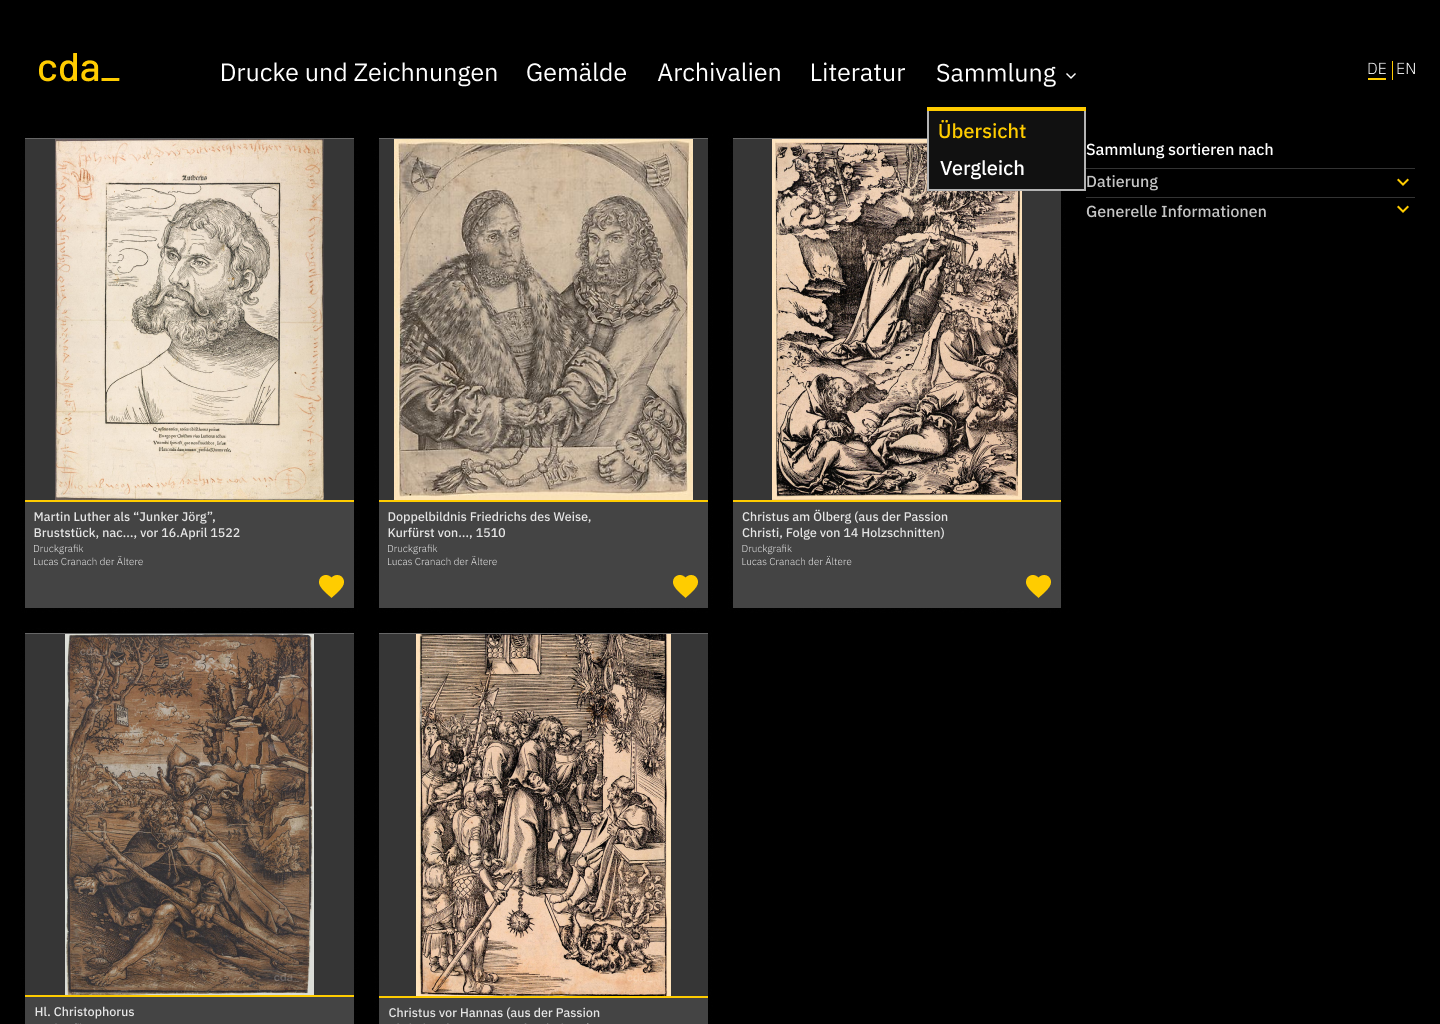 cda_
Drucke und Zeichnungen
Gemälde
Archivalien
Literatur
Sammlung
DE | EN
Übersicht
Vergleich
Sammlung sortieren nach
Datierung
Generelle Informationen
Lutherus
Martin Luther als “Junker Jörg”,
Bruststück, nac..., vor 16.April 1522
Druckgrafik
Lucas Cranach der Ältere
Doppelbildnis Friedrichs des Weise,
Kurfürst von..., 1510
Druckgrafik
Lucas Cranach der Ältere
Christus am Ölberg (aus der Passion
Christi, Folge von 14 Holzschnitten)
Druckgrafik
Lucas Cranach der Ältere
cda_
cda_
Hl. Christophorus
Christus vor Hannas (aus der Passion